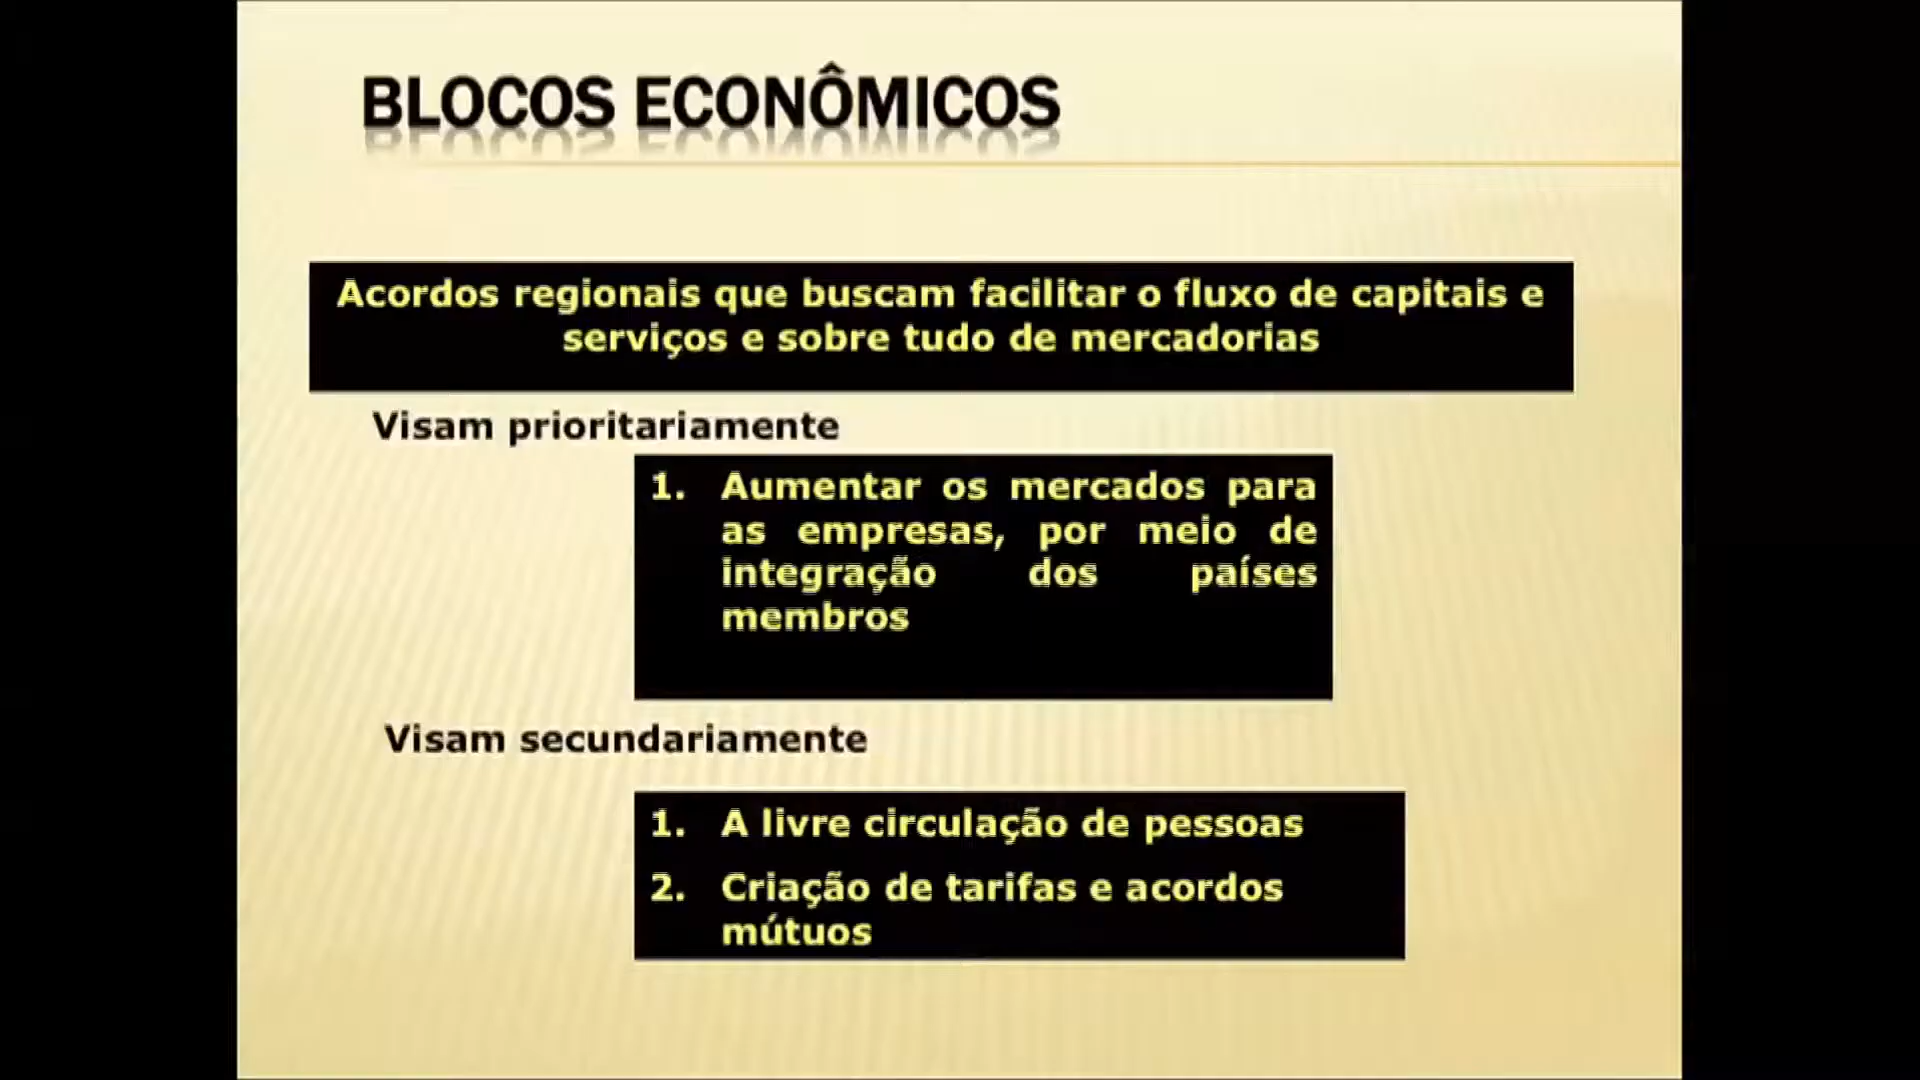 BLOCOS ECONÔMICOS
Acordos regionais que buscam facilitar o fluxo de capitais e
serviços e sobre tudo de mercadorias
Visam prioritariamente
1. Aumentar os mercados para
as empresas, por meio de
integração dos países
membros
Visam secundariamente
1. A livre circulação de pessoas
2. Criação de tarifas e acordos
mútuos